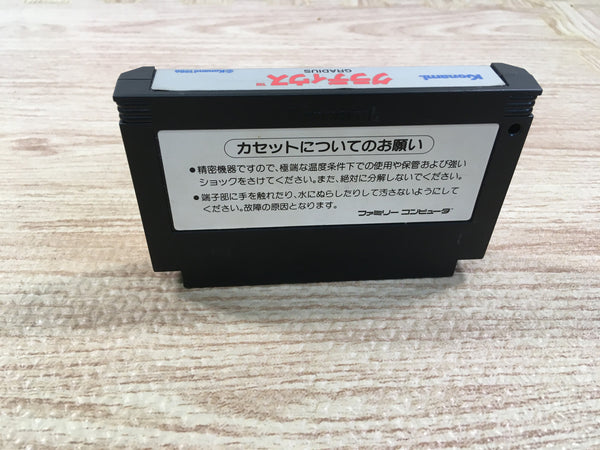 Konami
グラディウス™
GRADIUS
©Konami 1986
カセットについてのお願い
●精密機器ですので、極端な温度条件下での使用や保管および強い
ショックをさけてください。また、絶対に分解しないでください。
●端子部に手を触れたり、水にぬらしたりして汚さないようにして
ください。故障の原因となります。
ファミリー コンピュータ™